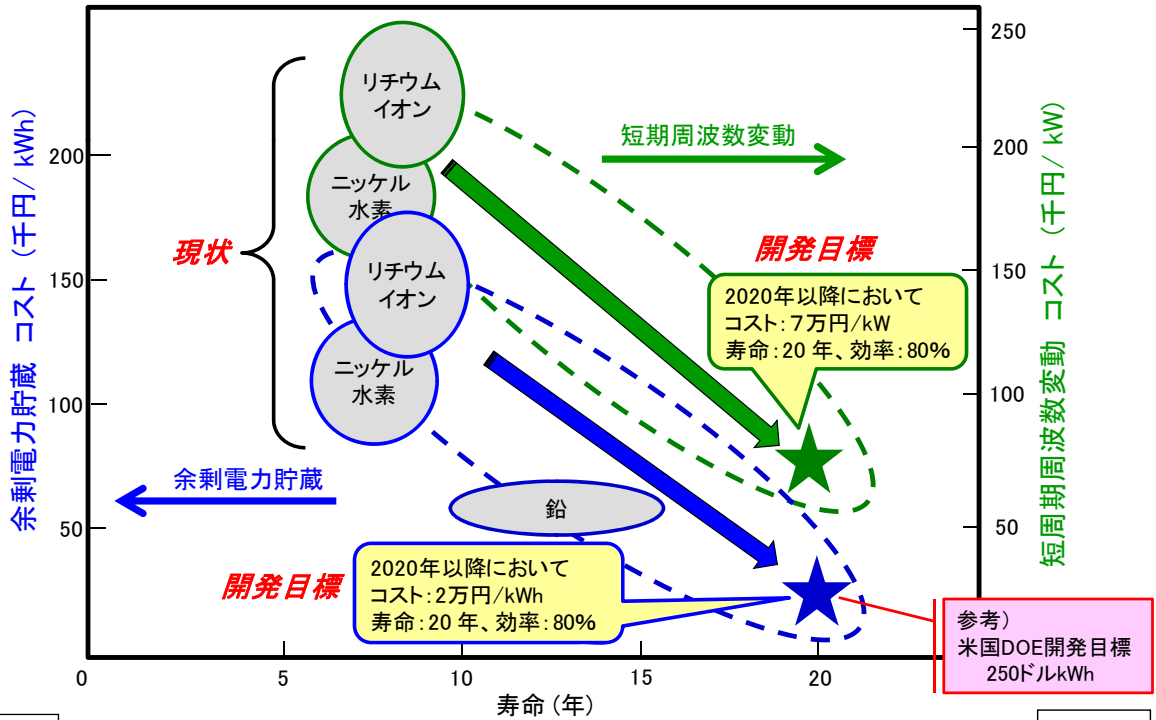 余剰電力貯蔵 コスト (千円/ kWh)
200
150
100
50
250
200
150
100
50
短周期周波数変動 コスト (千円/ kW)
リチウム
イオン
ニッケル
水素
リチウム
イオン
ニッケル
水素
鉛
現状
短期周波数変動
開発目標
2020年以降において
コスト:7万円/kW
寿命:20 年、効率:80%
余剰電力貯蔵
開発目標
2020年以降において
コスト:2万円/kWh
寿命:20 年、効率:80%
参考)
米国DOE開発目標
250ドルkWh
0 5 10 15 20
寿命 (年)